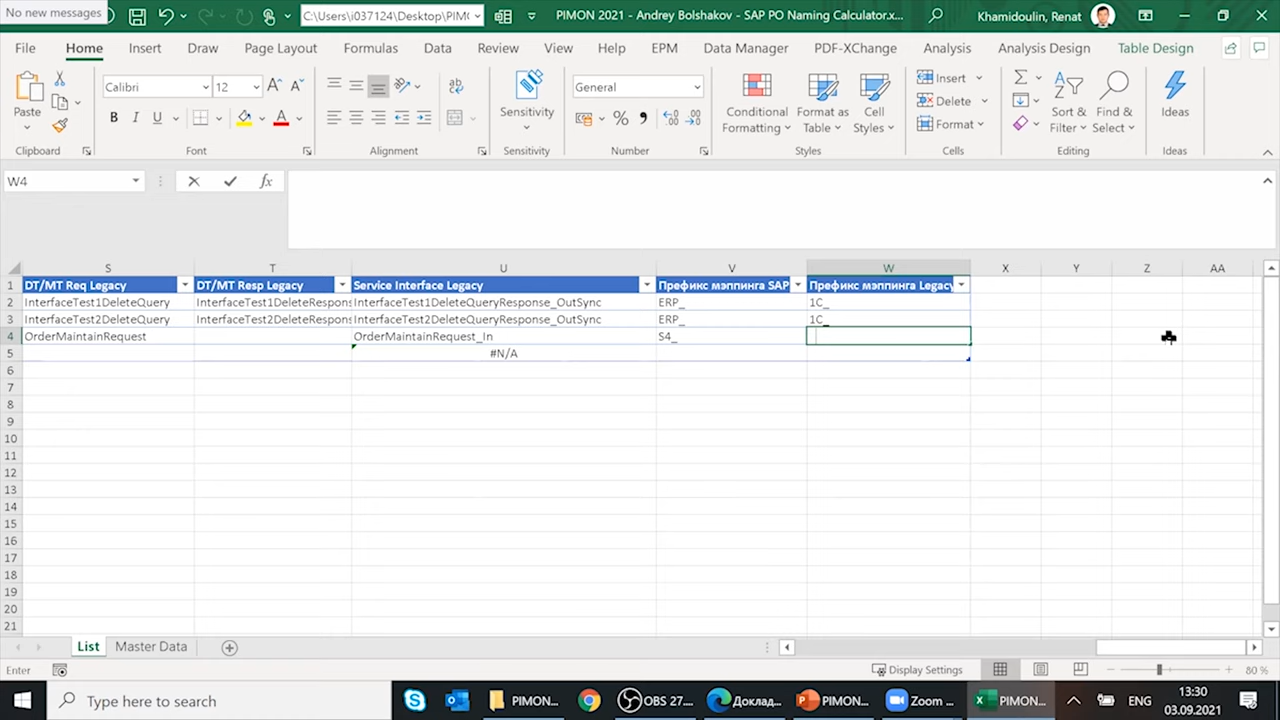 No new messages
C:\Users\i037124\Desktop\PIM
PIMON 2021 - Andrey Bolshakov - SAP PO Naming Calculator.x...
Khamidoulin, Renat
File Home Insert Draw Page Layout Formulas Data Review View Help EPM Data Manager PDF-XChange Analysis Analysis Design Table Design
Calibri 12 General
Insert
Delete
Format
Paste
B I U
Sensitivity
Conditional
Formatting
Format as
Table
Cell
Styles
Sort &
Filter
Find &
Select
Ideas
Clipboard Font Alignment Sensitivity Number Styles Cells Editing Ideas
W4
fx
S T U V W X Y Z AA
1 DT/MT Req Legacy DT/MT Resp Legacy Service Interface Legacy Префикс мэппинга SAP Префикс мэппинга Legacy
2 InterfaceTest1DeleteQuery InterfaceTest1DeleteRespons InterfaceTest1DeleteQueryResponse_OutSync ERP_ 1C_
3 InterfaceTest2DeleteQuery InterfaceTest2DeleteRespons InterfaceTest2DeleteQueryResponse_OutSync ERP_ 1C_
4 OrderMaintainRequest OrderMaintainRequest_In S4_
5 #N/A
6
7
8
9
10
11
12
13
14
15
16
17
18
19
20
21
List Master Data
Enter Display Settings 80 %
Type here to search
PIMON... OBS 27.... Доклад... PIMON... Zoom ... PIMON...
ENG
13:30
03.09.2021